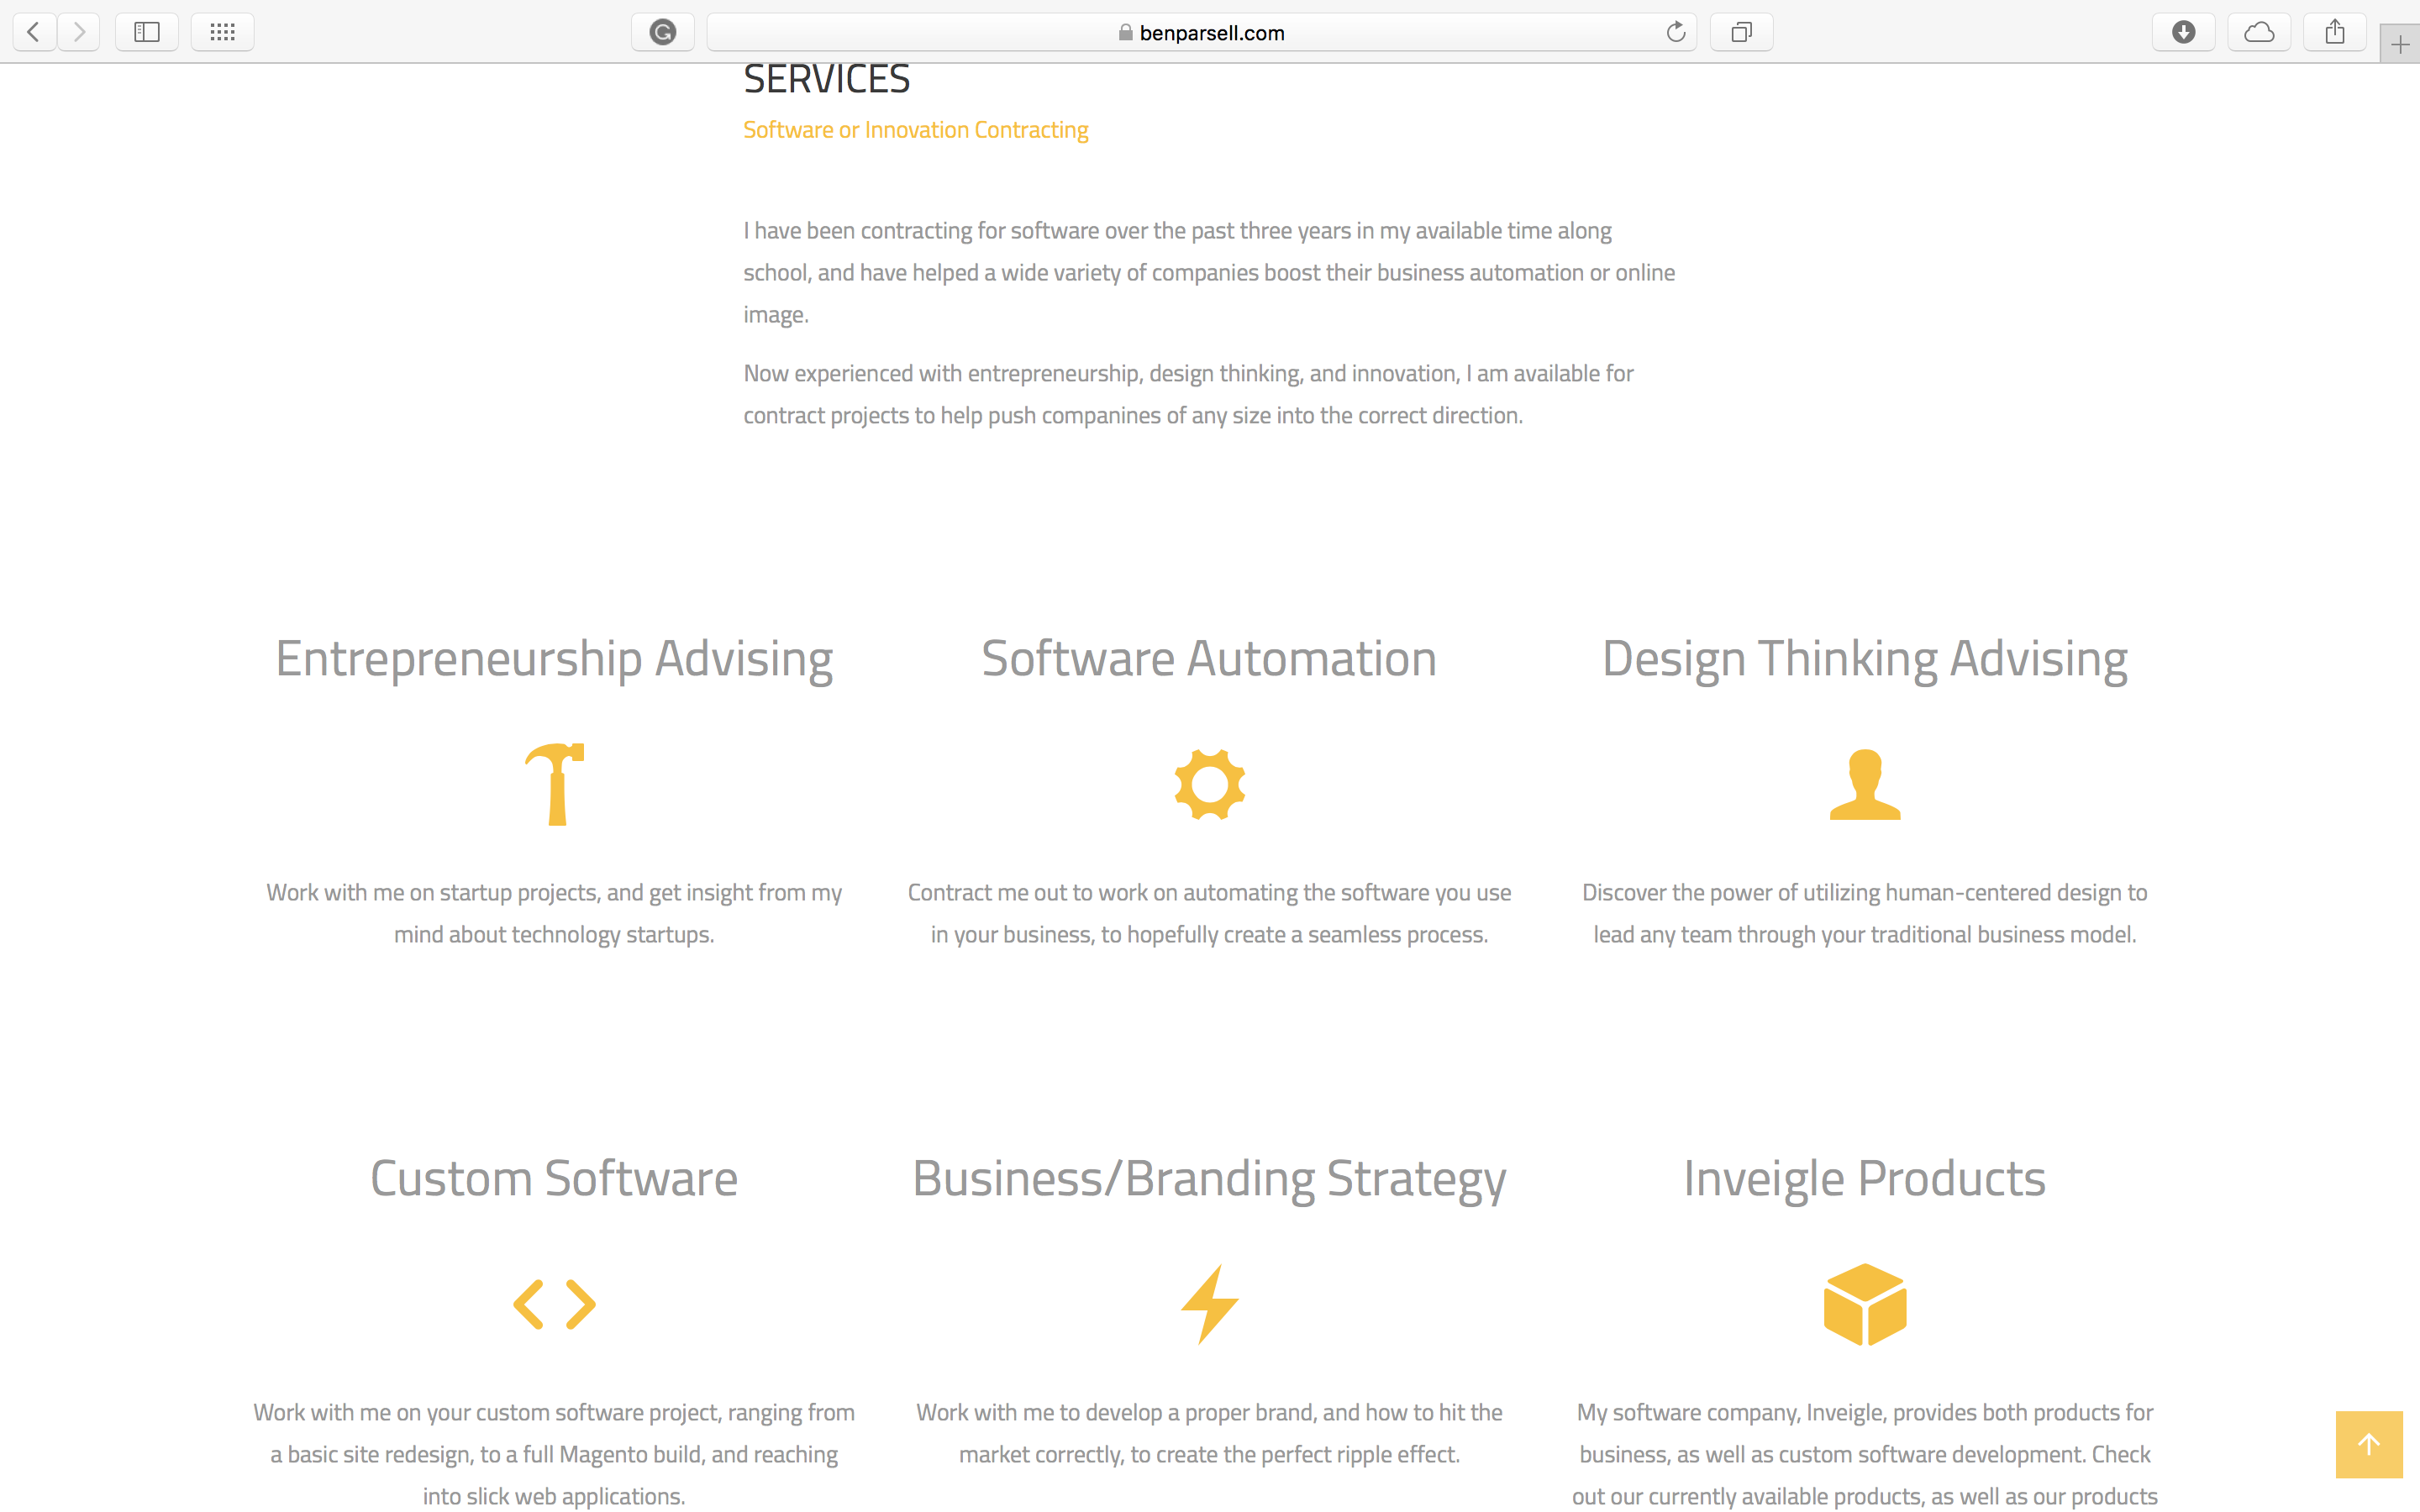 benparsell.com
SERVICES
Software or Innovation Contracting
I have been contracting for software over the past three years in my available time along
school, and have helped a wide variety of companies boost their business automation or online
image.
Now experienced with entrepreneurship, design thinking, and innovation, I am available for
contract projects to help push companines of any size into the correct direction.
Entrepreneurship Advising
Work with me on startup projects, and get insight from my
mind about technology startups.
Software Automation
Contract me out to work on automating the software you use
in your business, to hopefully create a seamless process.
Design Thinking Advising
Discover the power of utilizing human-centered design to
lead any team through your traditional business model.
Custom Software
Work with me on your custom software project, ranging from
a basic site redesign, to a full Magento build, and reaching
into slick web applications.
Business/Branding Strategy
Work with me to develop a proper brand, and how to hit the
market correctly, to create the perfect ripple effect.
Inveigle Products
My software company, Inveigle, provides both products for
business, as well as custom software development. Check
out our currently available products, as well as our products